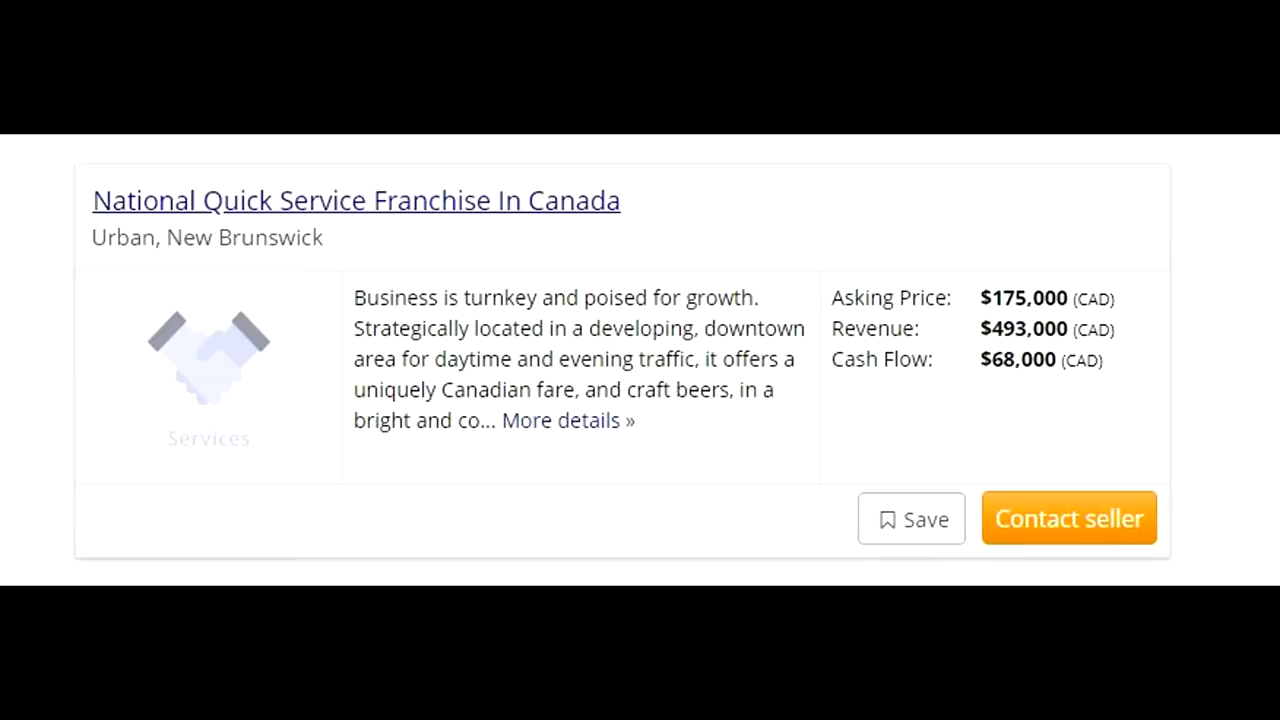 National Quick Service Franchise In Canada
Urban, New Brunswick
Services
Business is turnkey and poised for growth.
Strategically located in a developing, downtown
area for daytime and evening traffic, it offers a
uniquely Canadian fare, and craft beers, in a
bright and co... More details »
Asking Price: $175,000 (CAD)
Revenue: $493,000 (CAD)
Cash Flow: $68,000 (CAD)
Save
Contact seller